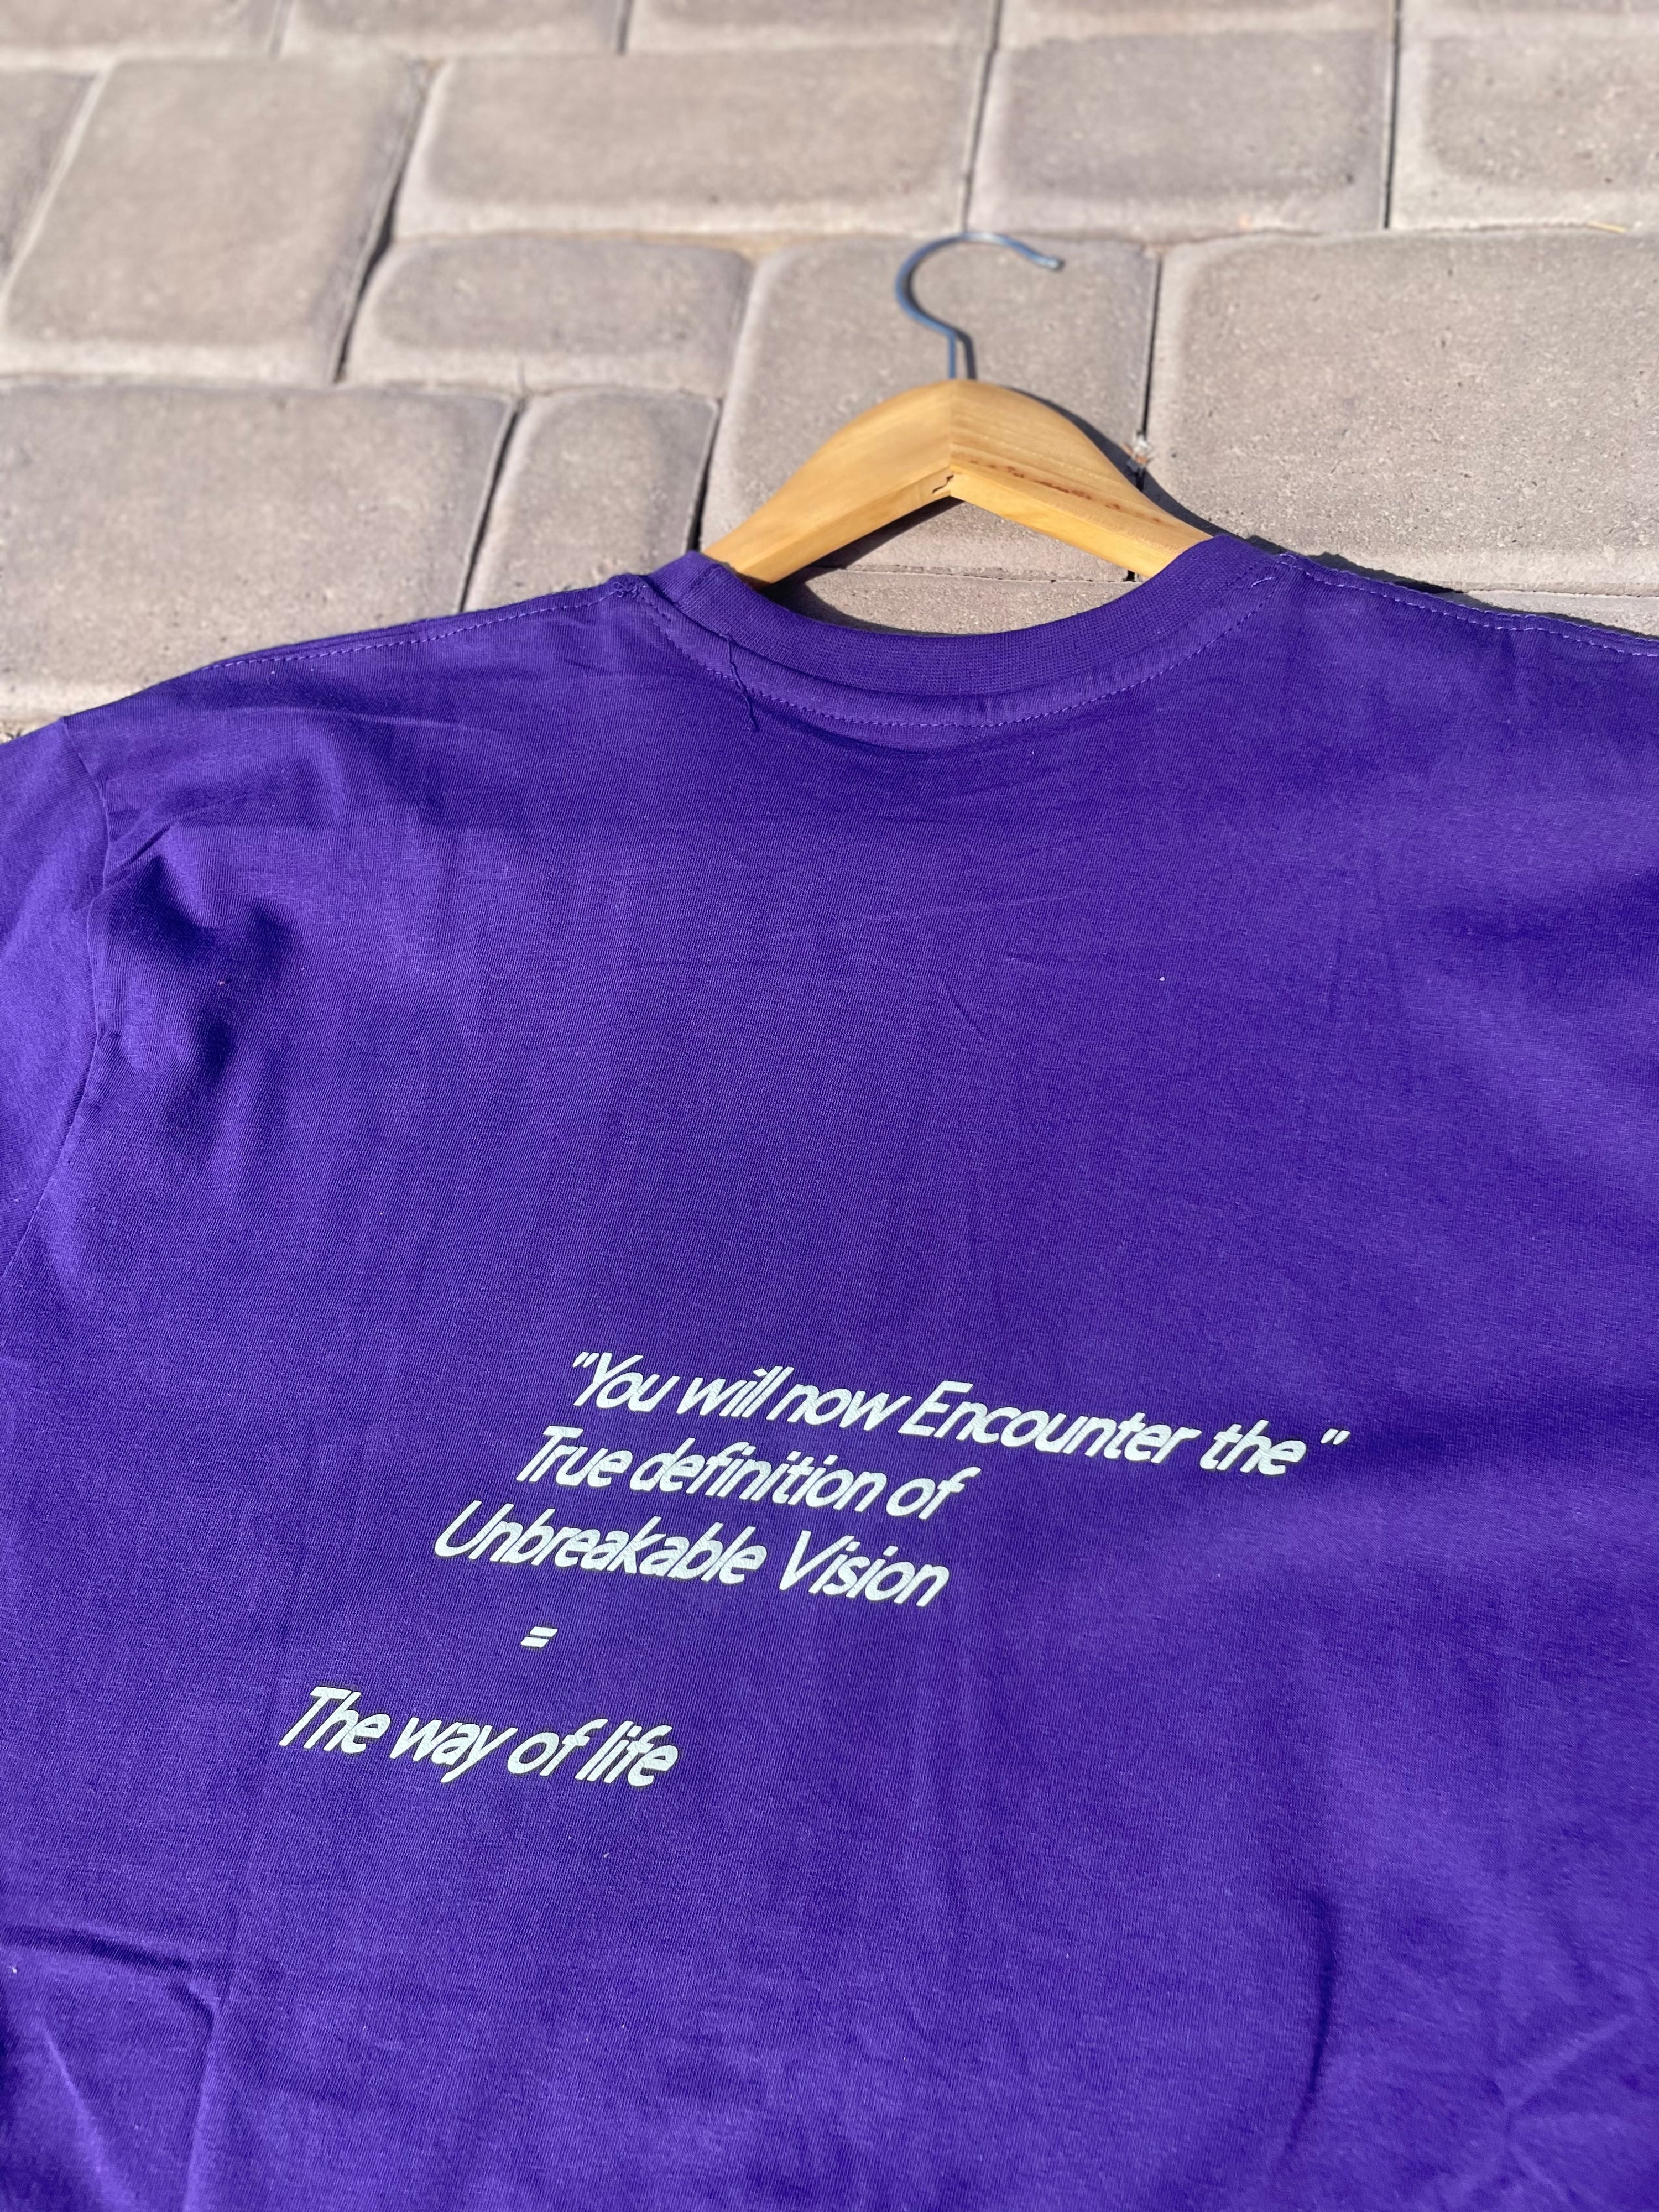 "You will now Encounter the "
True definition of
Unbreakable Vision
=
The way of life